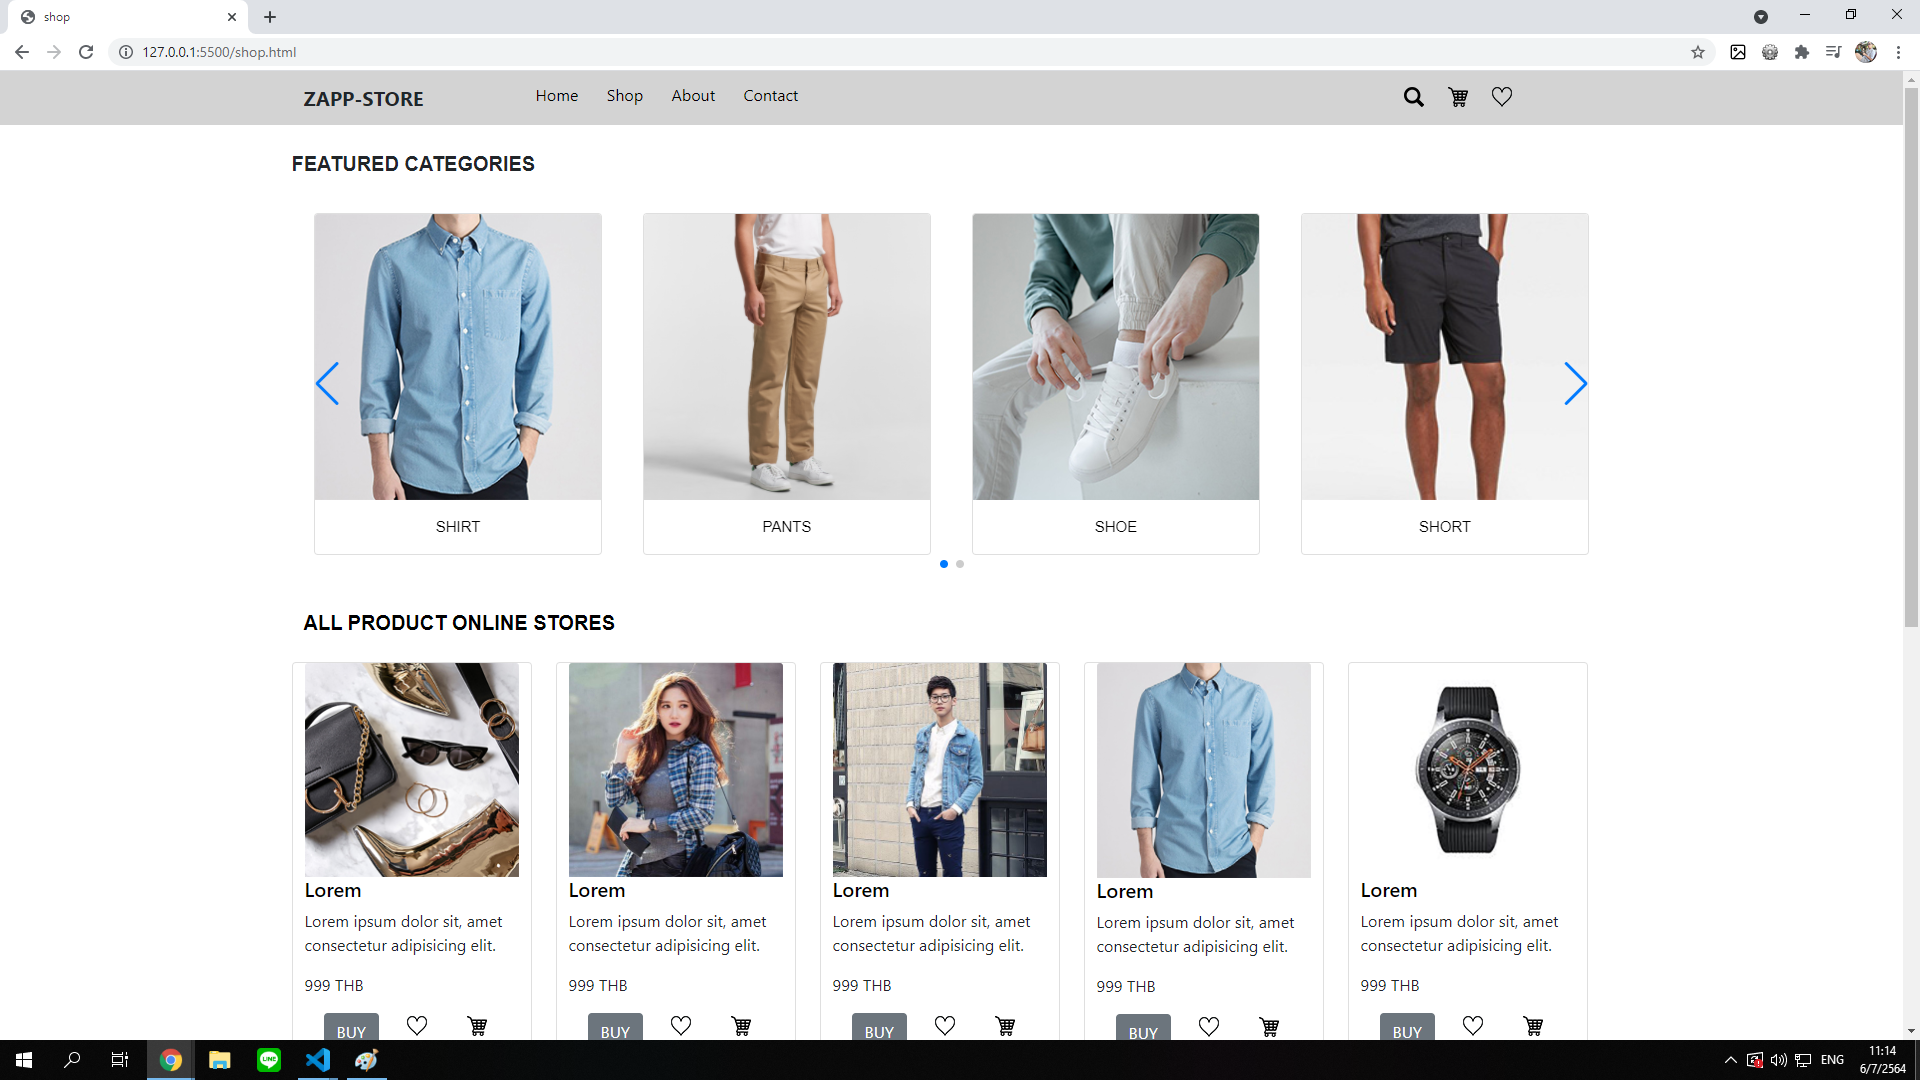 shop
127.0.0.1:5500/shop.html
ZAPP-STORE
Home Shop About Contact
FEATURED CATEGORIES
SHIRT PANTS SHOE SHORT
ALL PRODUCT ONLINE STORES
Lorem Lorem Lorem Lorem Lorem
Lorem ipsum dolor sit, amet Lorem ipsum dolor sit, amet Lorem ipsum dolor sit, amet Lorem ipsum dolor sit, amet Lorem ipsum dolor sit, amet
consectetur adipisicing elit. consectetur adipisicing elit. consectetur adipisicing elit. consectetur adipisicing elit. consectetur adipisicing elit.
999 THB 999 THB 999 THB 999 THB 999 THB
BUY BUY BUY BUY BUY
LINE
ENG
11:14
6/7/2564